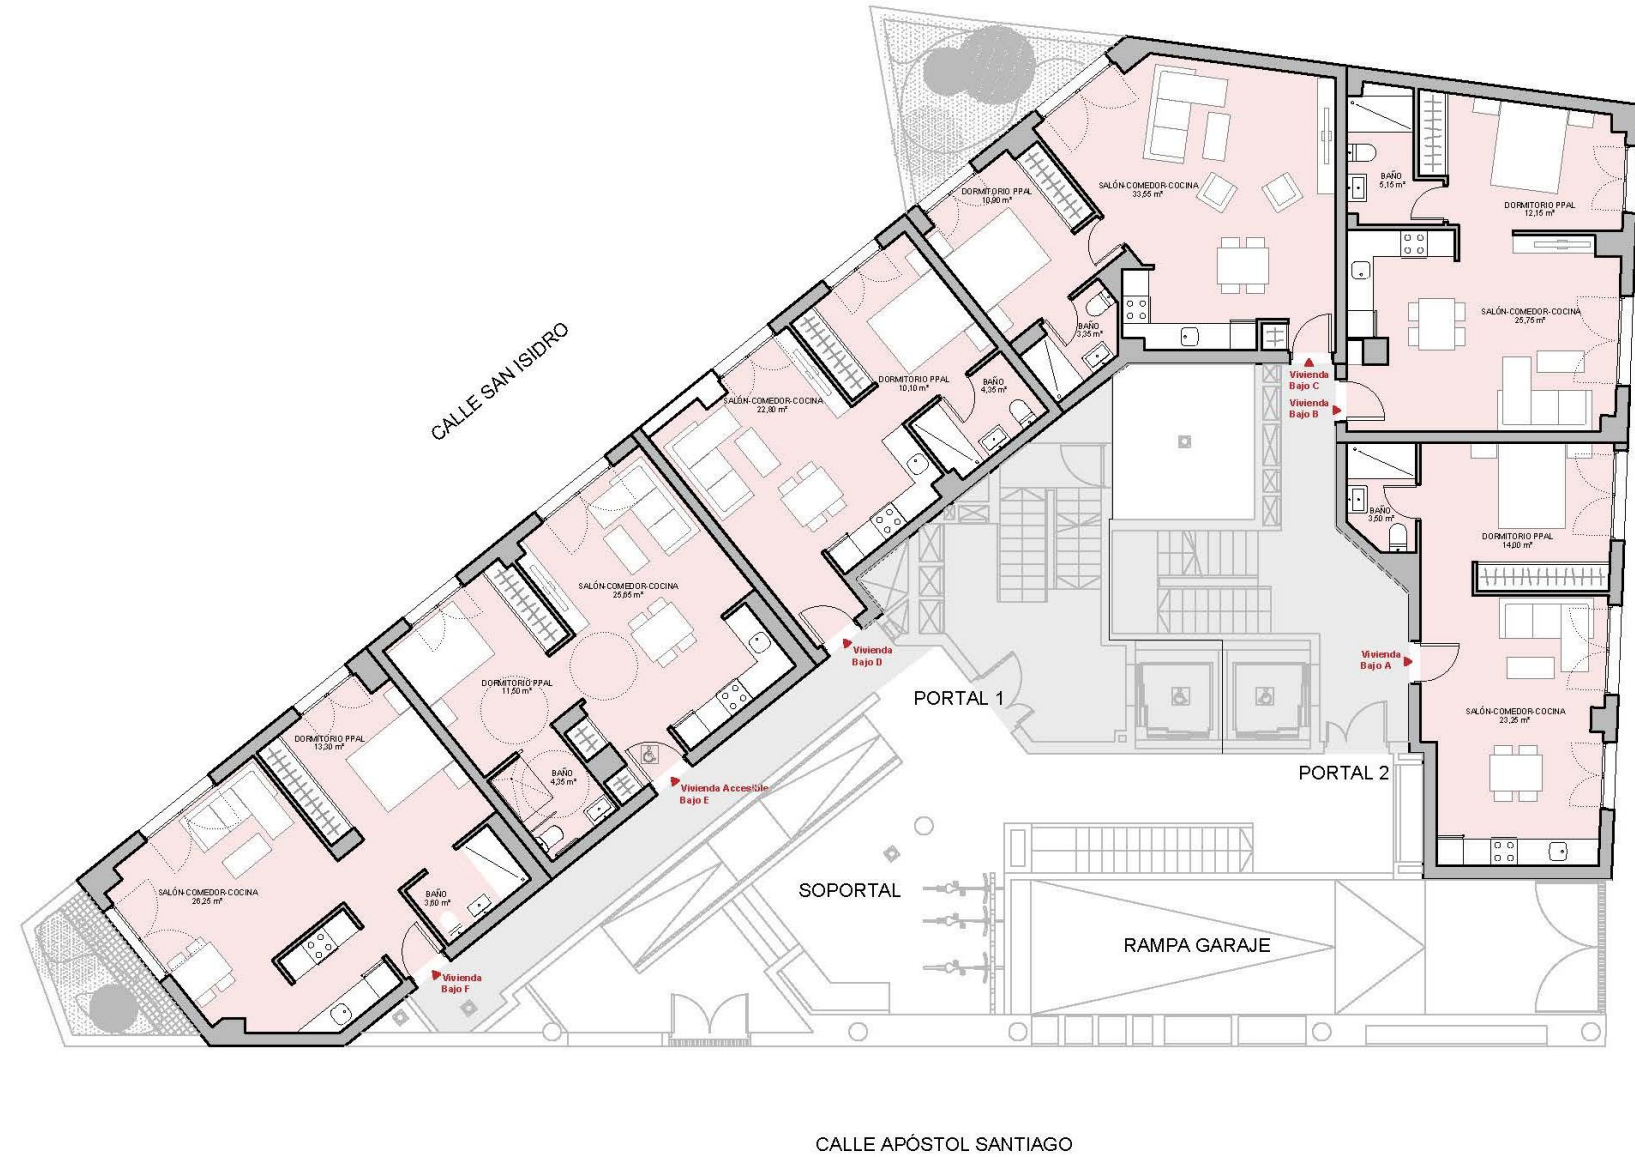 DORMITORIO PPAL
10,90 m²
SALÓN-COMEDOR-COCINA
33,55 m²
BAÑO
3,35 m²
BAÑO
5,15 m²
DORMITORIO PPAL
12,15 m²
SALÓN-COMEDOR-COCINA
25,75 m²
Vivienda
Bajo C
Vivienda
Bajo B
CALLE SAN ISIDRO
SALÓN-COMEDOR-COCINA
22,80 m²
DORMITORIO PPAL
10,10 m²
BAÑO
4,35 m²
BAÑO
3,50 m²
DORMITORIO PPAL
14,00 m²
SALÓN-COMEDOR-COCINA
25,65 m²
DORMITORIO PPAL
11,50 m²
BAÑO
4,35 m²
Vivienda
Bajo D
Vivienda
Bajo A
SALÓN-COMEDOR-COCINA
23,25 m²
PORTAL 1
PORTAL 2
DORMITORIO PPAL
13,30 m²
Vivienda Accesible
Bajo E
SALÓN-COMEDOR-COCINA
26,25 m²
BAÑO
3,60 m²
Vivienda
Bajo F
SOPORTAL
RAMPA GARAJE
CALLE APÓSTOL SANTIAGO